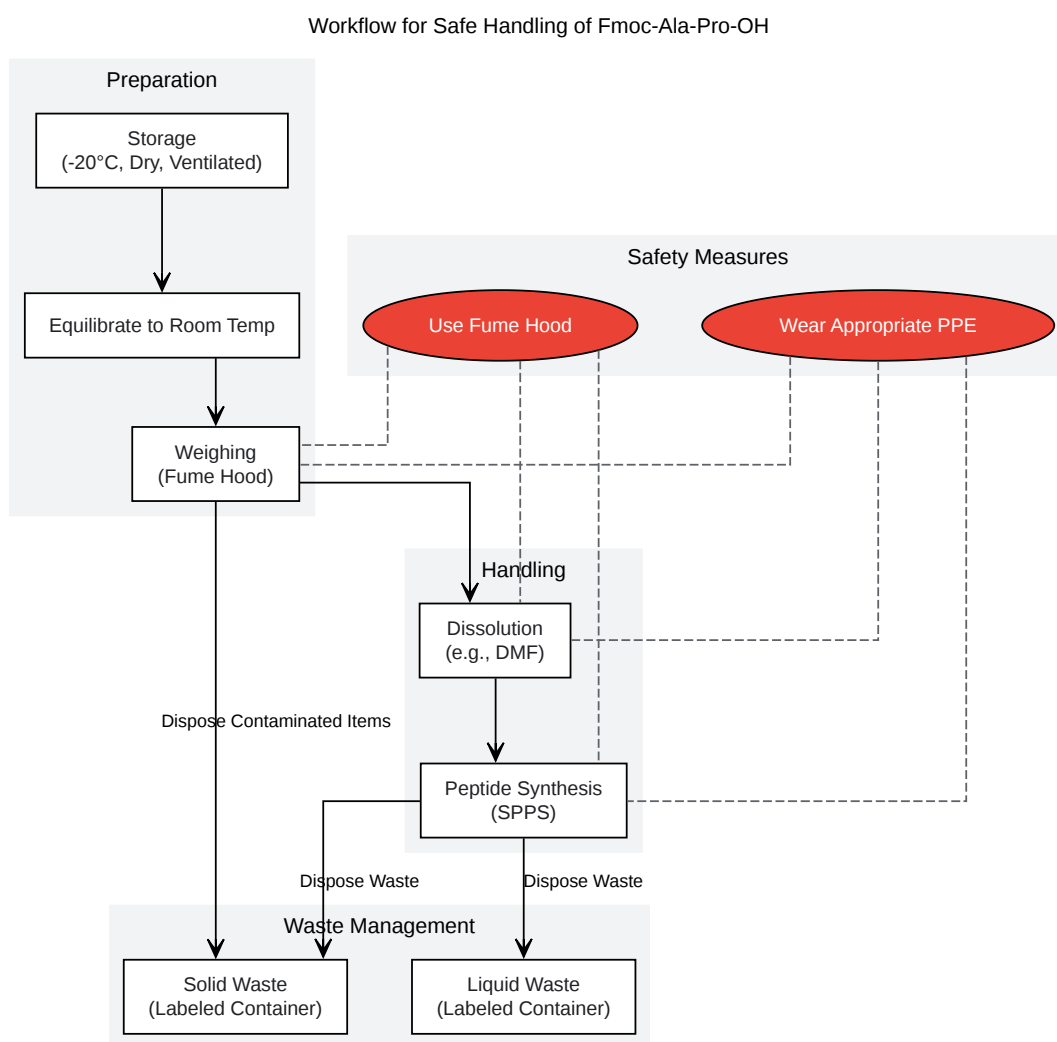 Workflow for Safe Handling of Fmoc-Ala-Pro-OH
Preparation
Storage
(-20°C, Dry, Ventilated)
Equilibrate to Room Temp
Weighing
(Fume Hood)
Safety Measures
Use Fume Hood
Wear Appropriate PPE
Handling
Dissolution
(e.g., DMF)
Peptide Synthesis
(SPPS)
Dispose Contaminated Items
Dispose Waste
Dispose Waste
Waste Management
Solid Waste
(Labeled Container)
Liquid Waste
(Labeled Container)